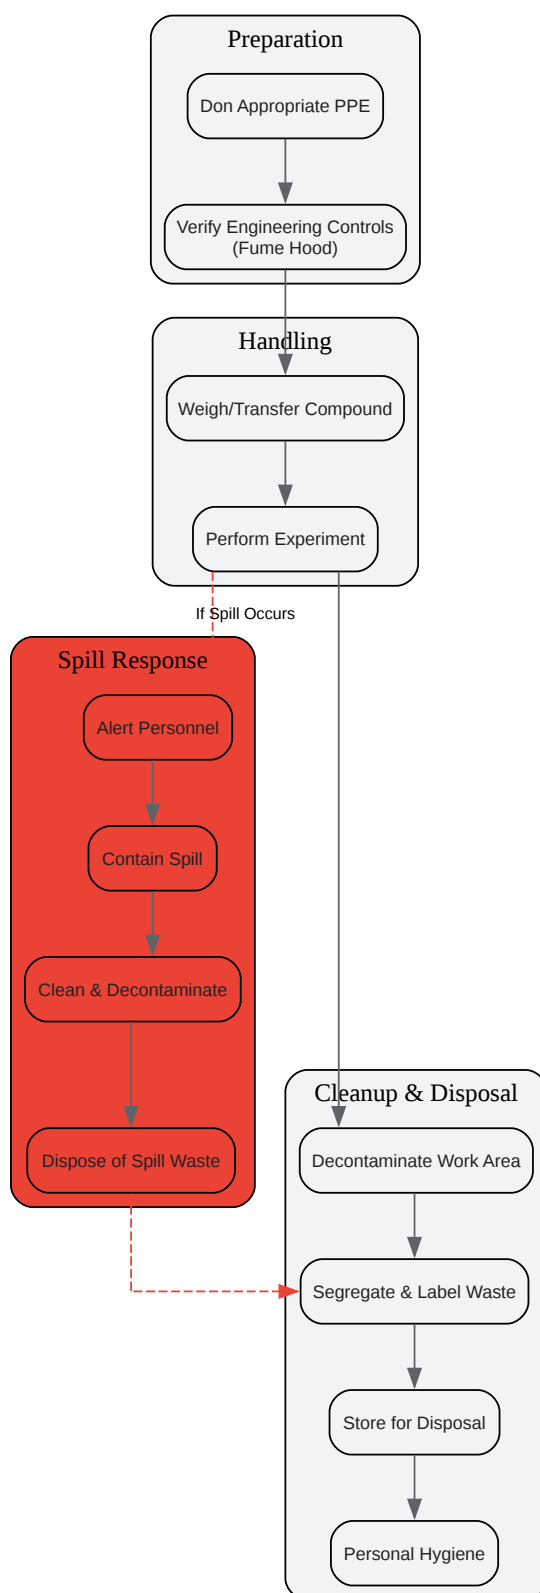 Preparation
Don Appropriate PPE
Verify Engineering Controls
(Fume Hood)
Handling
Weigh/Transfer Compound
Perform Experiment
If Spill Occurs
Spill Response
Alert Personnel
Contain Spill
Clean & Decontaminate
Dispose of Spill Waste
Cleanup & Disposal
Decontaminate Work Area
Segregate & Label Waste
Store for Disposal
Personal Hygiene